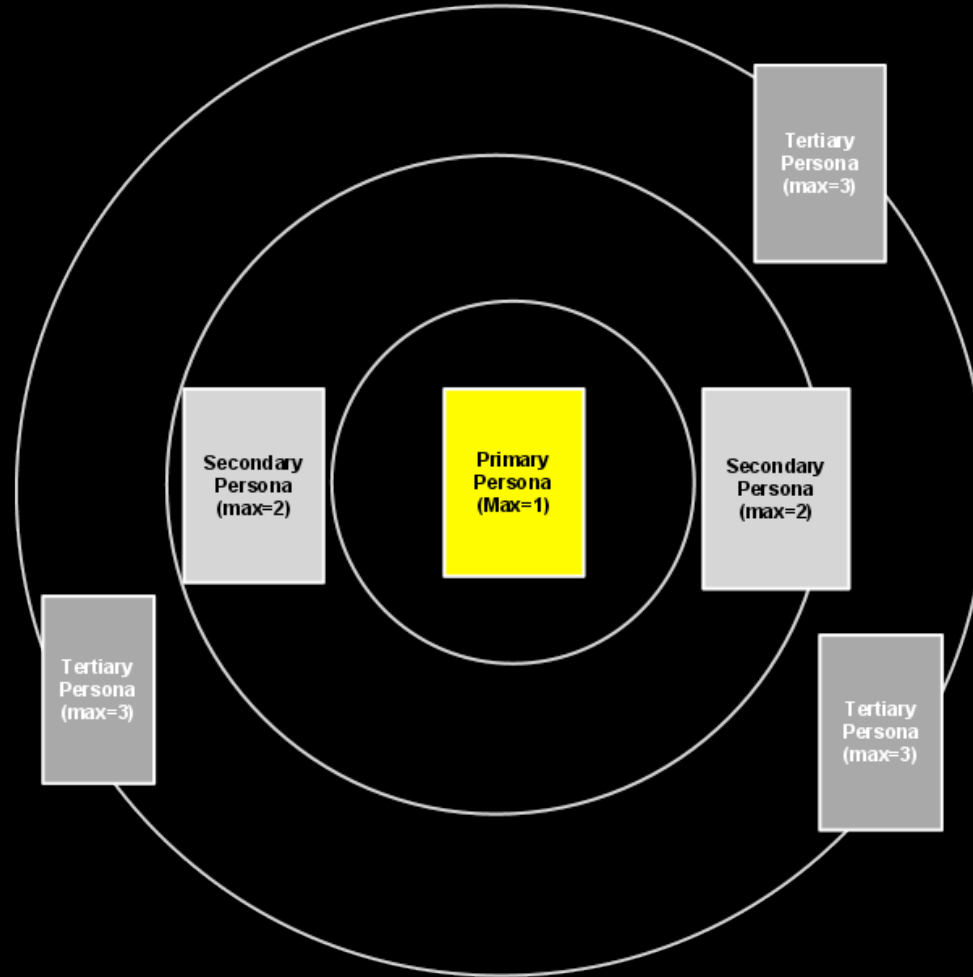 Tertiary
Persona
(max=3)
Secondary
Persona
(max=2)
Primary
Persona
(Max=1)
Secondary
Persona
(max=2)
Tertiary
Persona
(max=3)
Tertiary
Persona
(max=3)